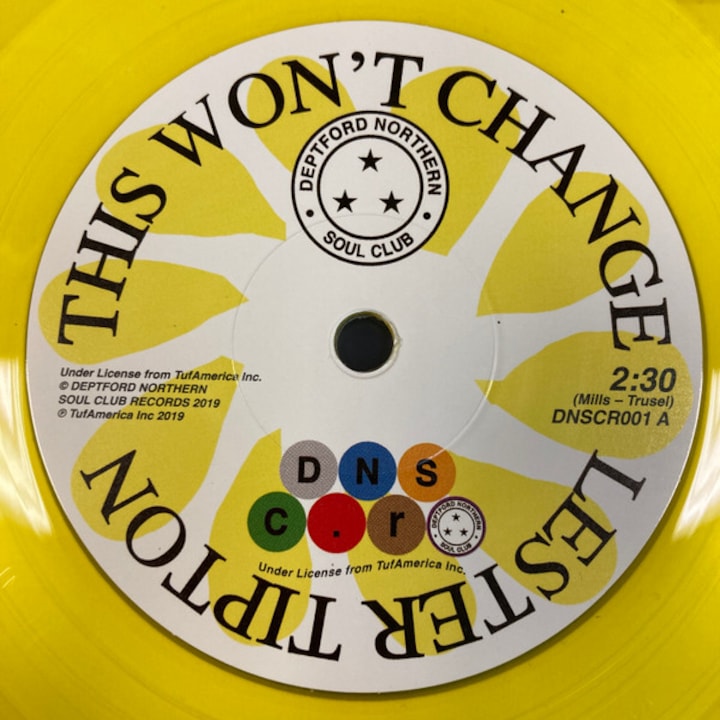 THIS WON'T CHANGE
DEPTFORD NORTHERN
SOUL CLUB
Under License from TufAmerica Inc.
© DEPTFORD NORTHERN
SOUL CLUB RECORDS 2019
℗ TufAmerica Inc 2019
2:30
(Mills – Trusel)
DNSCR001 A
D N S
C . r
DEPTFORD NORTHERN
SOUL CLUB
Under License from TufAmerica Inc.
LESTER TIPTON